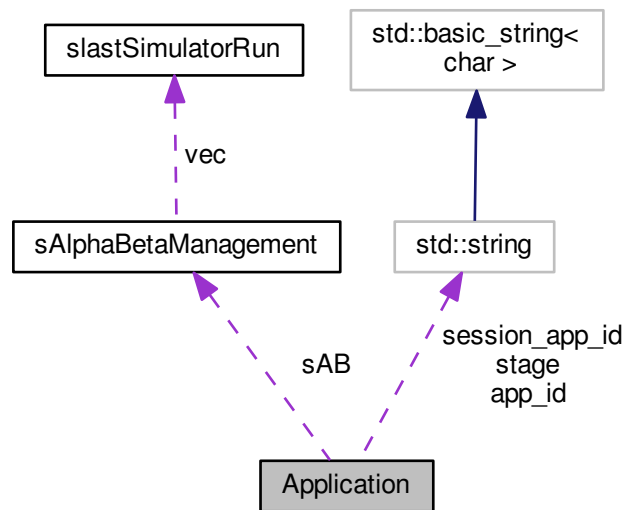 slastSimulatorRun
std::basic_string<
char >
vec
sAlphaBetaManagement
std::string
sAB
session_app_id
stage
app_id
Application